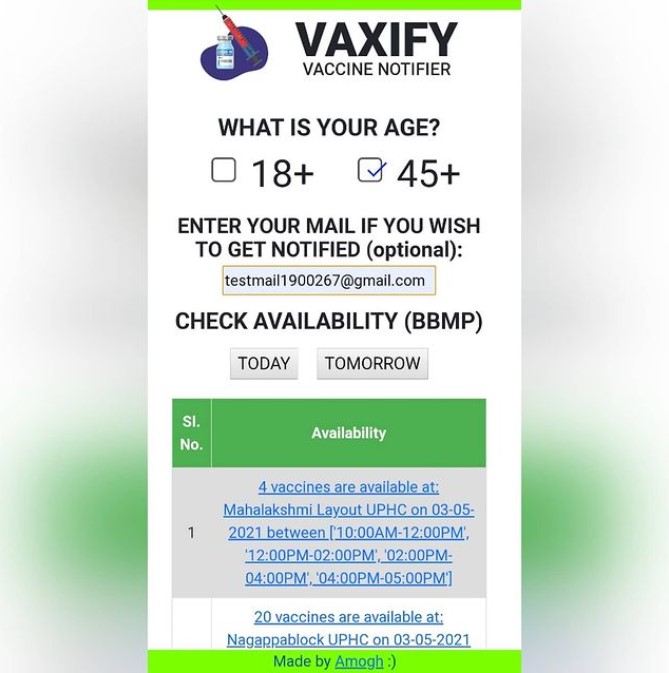 VAXIFY
VACCINE NOTIFIER
WHAT IS YOUR AGE?
18+ 45+
ENTER YOUR MAIL IF YOU WISH
TO GET NOTIFIED (optional):
testmail1900267@gmail.com
CHECK AVAILABILITY (BBMP)
TODAY TOMORROW
Sl.
No.
Availability
1
4 vaccines are available at:
Mahalakshmi Layout UPHC on 03-05-
2021 between ['10:00AM-12:00PM',
'12:00PM-02:00PM', '02:00PM-
04:00PM', '04:00PM-05:00PM']
20 vaccines are available at:
Nagappablock UPHC on 03-05-2021
Made by Amogh :)